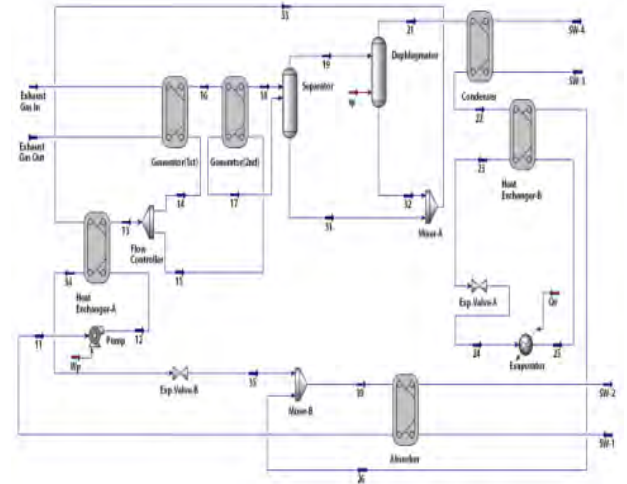 33
21
SW-4
19
Dephlegmator
Separator
16
18
Exhaust
Gas In
Condenser
SW-3
22
Exhaust
Gas Out
Generator(1st)
Generator(2nd)
23
Heat
Exchanger-B
14
17
32
13
31
Mixer-A
Flow
Controller
34
15
Heat
Exchanger-A
Exp.Valve-A
Qe
11
Pump
12
24
25
Evaporator
Wp
35
Exp.Valve-B
Mixer-B
SW-2
Absorber
SW-1
26